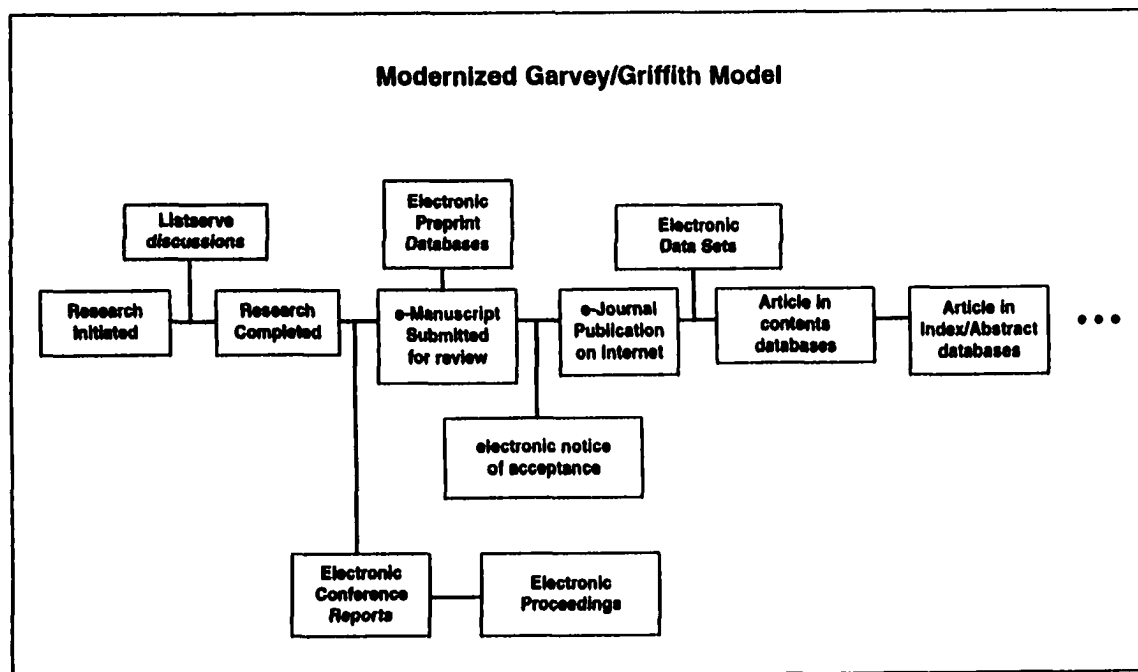 Modernized Garvey/Griffith Model
Listserve
discussions
Electronic
Preprint
Databases
Electronic
Data Sets
Research
Initiated
Research
Completed
e-Manuscript
Submitted
for review
e-Journal
Publication
on Internet
Article in
contents
databases
Article in
Index/Abstract
databases
• • •
electronic notice
of acceptance
Electronic
Conference
Reports
Electronic
Proceedings